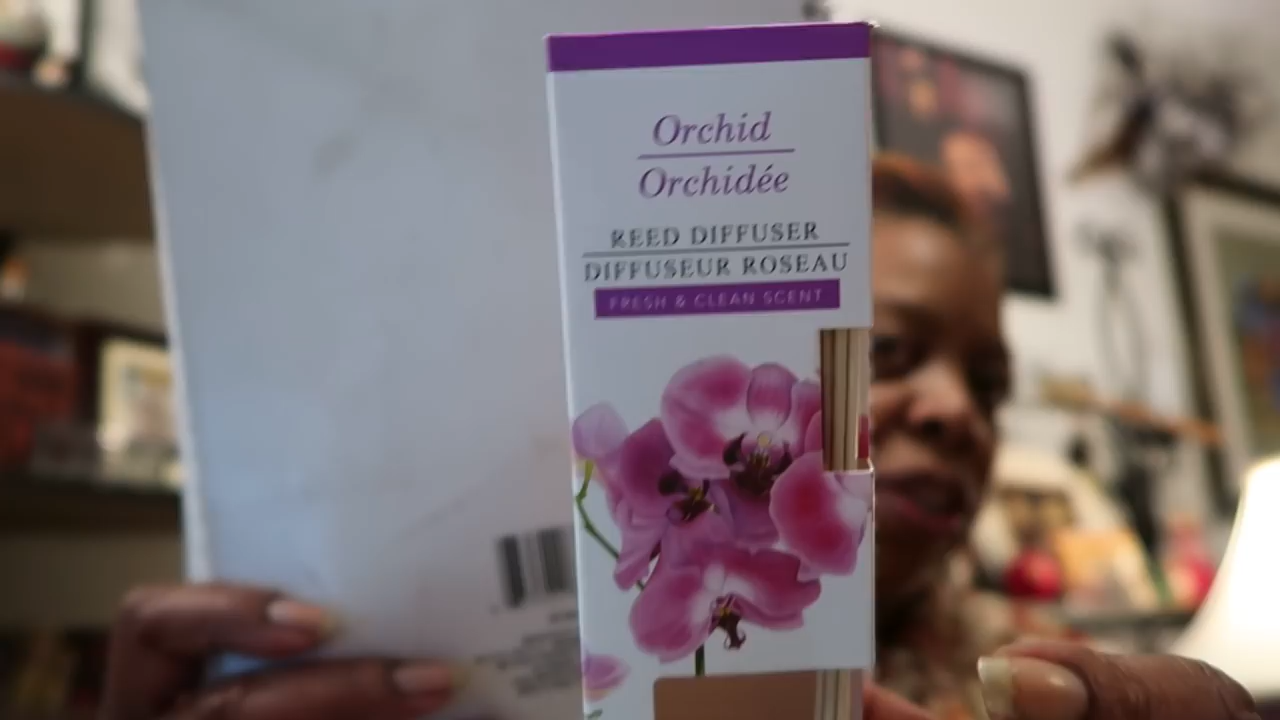 Orchid
Orchidée
REED DIFFUSER
DIFFUSEUR ROSEAU
FRESH & CLEAN SCENT